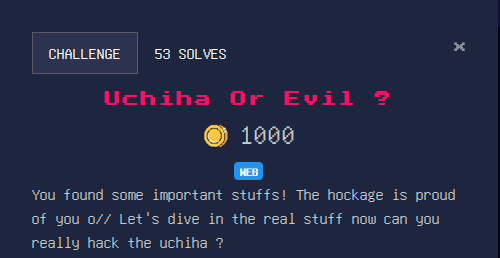 CHALLENGE 53 SOLVES ×
Uchiha Or Evil ?
1000
WEB
You found some important stuffs! The hockage is proud
of you o// Let's dive in the real stuff now can you
really hack the uchiha ?